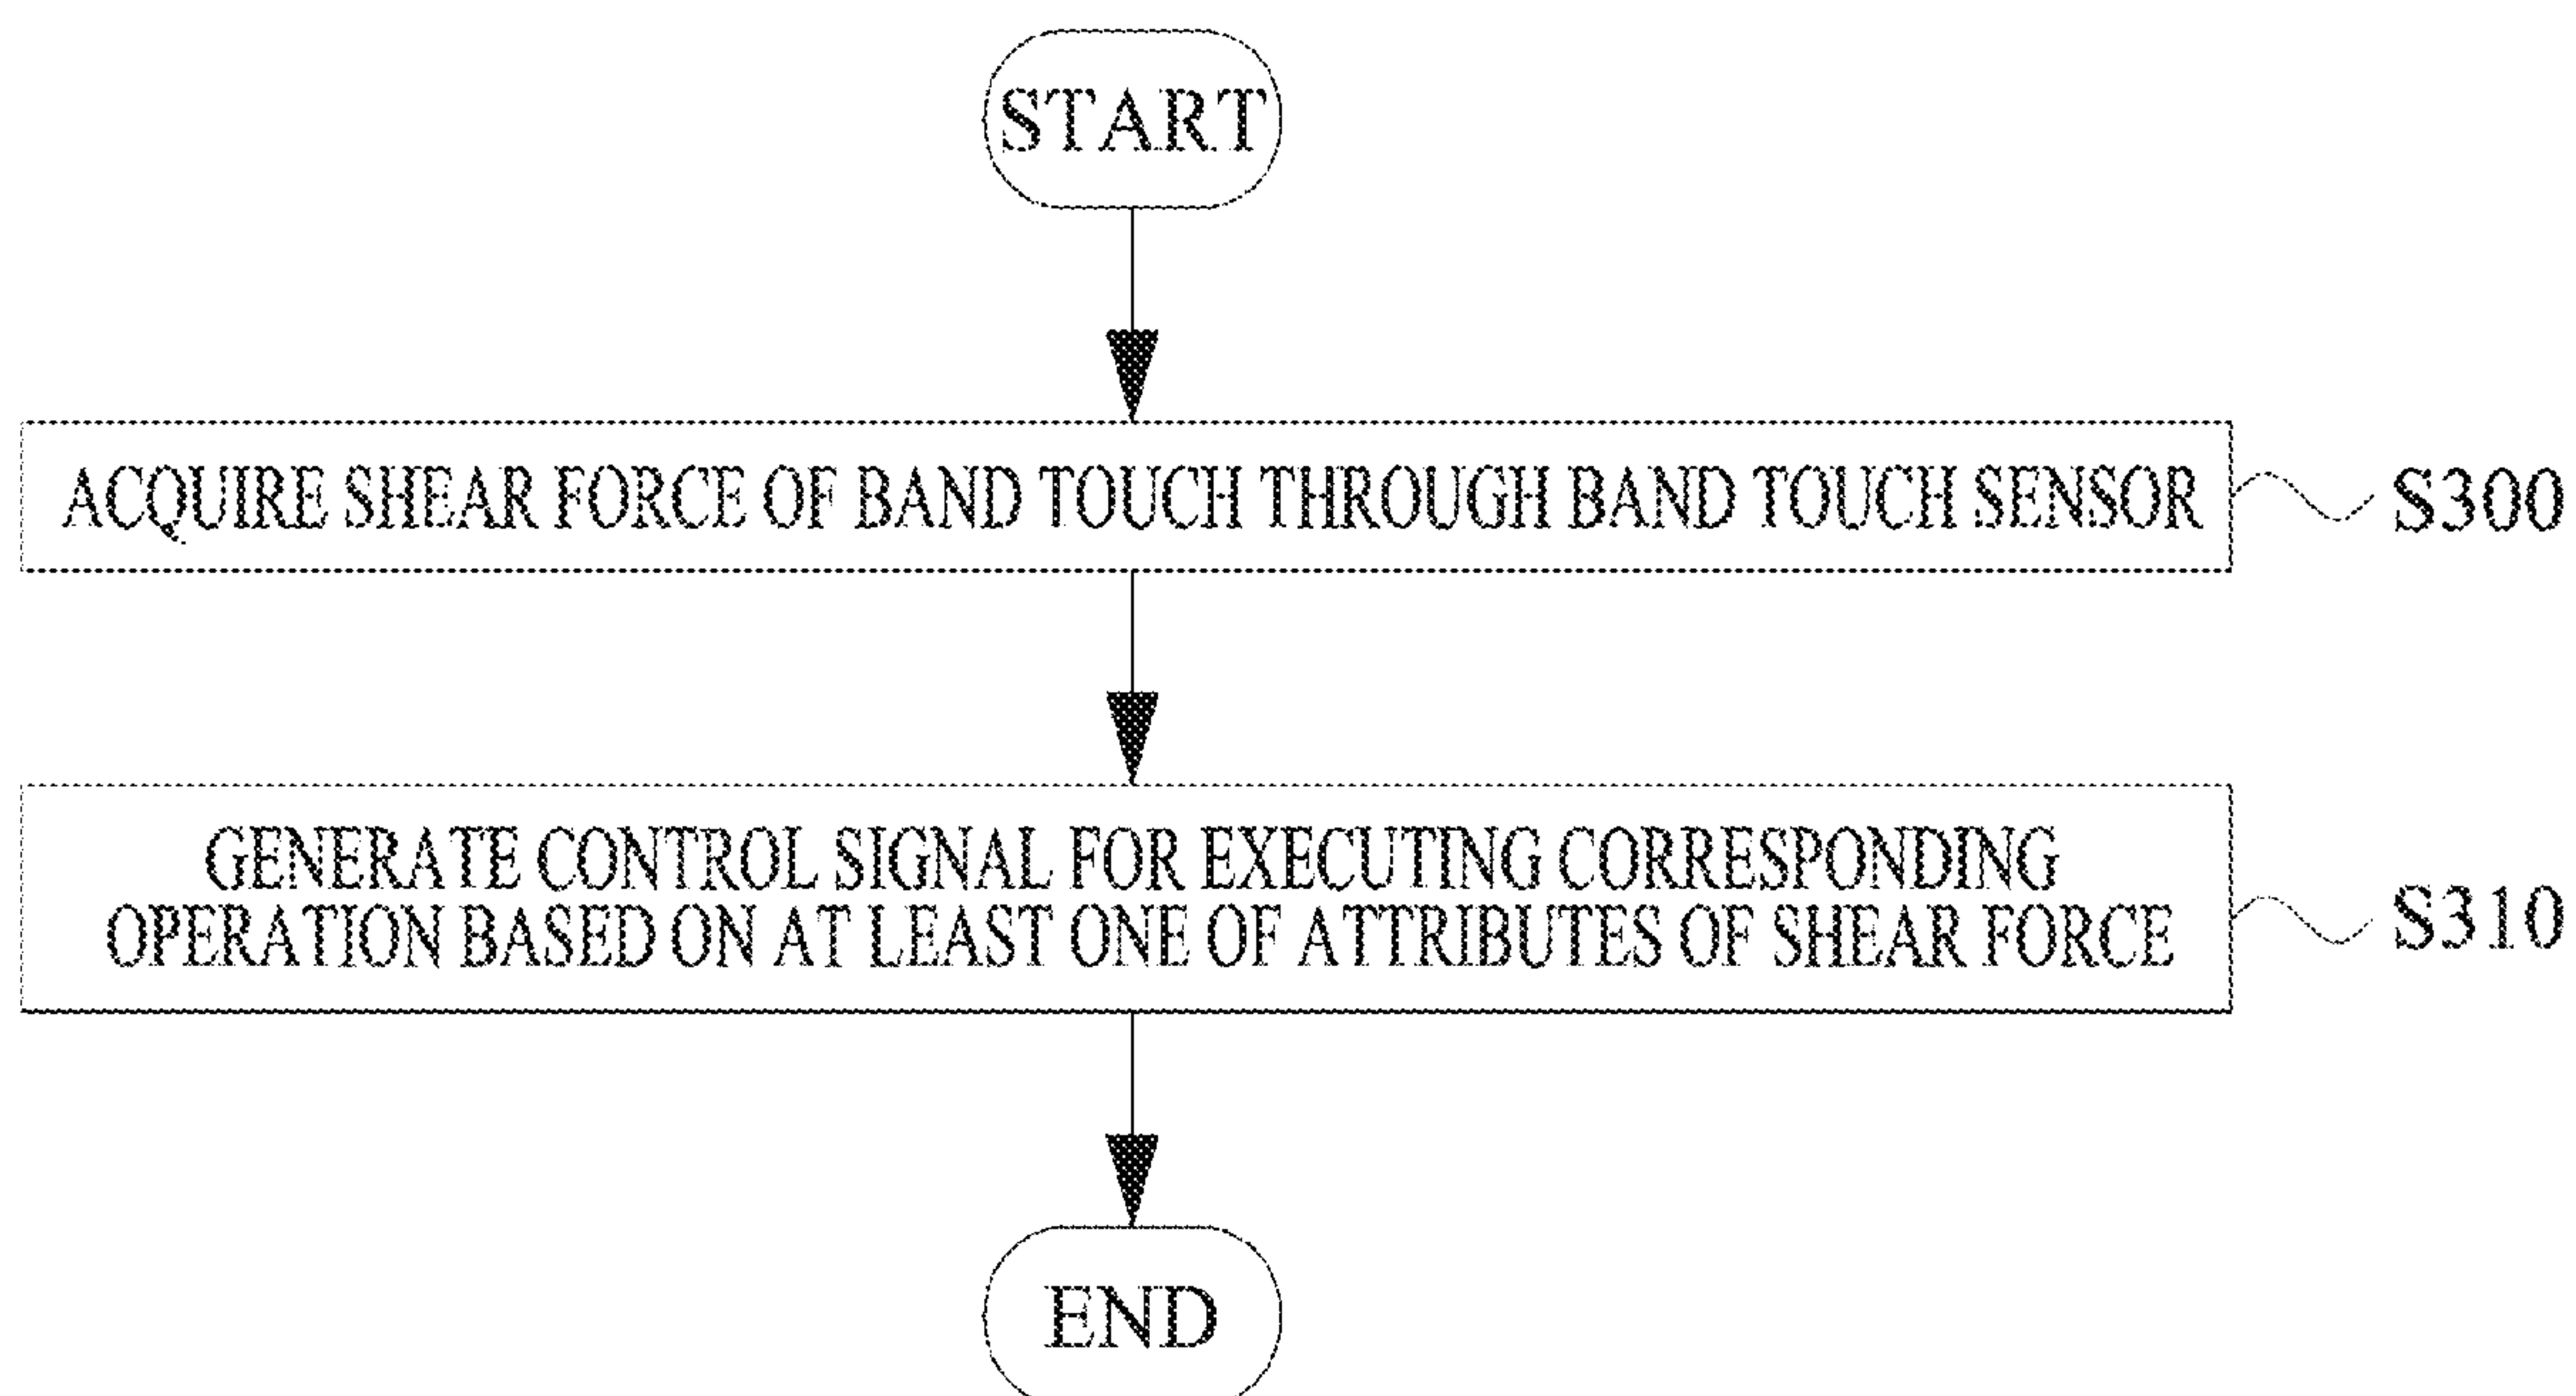 START
ACQUIRE SHEAR FORCE OF BAND TOUCH THROUGH BAND TOUCH SENSOR
S300
GENERATE CONTROL SIGNAL FOR EXECUTING CORRESPONDING
OPERATION BASED ON AT LEAST ONE OF ATTRIBUTES OF SHEAR FORCE
S310
END